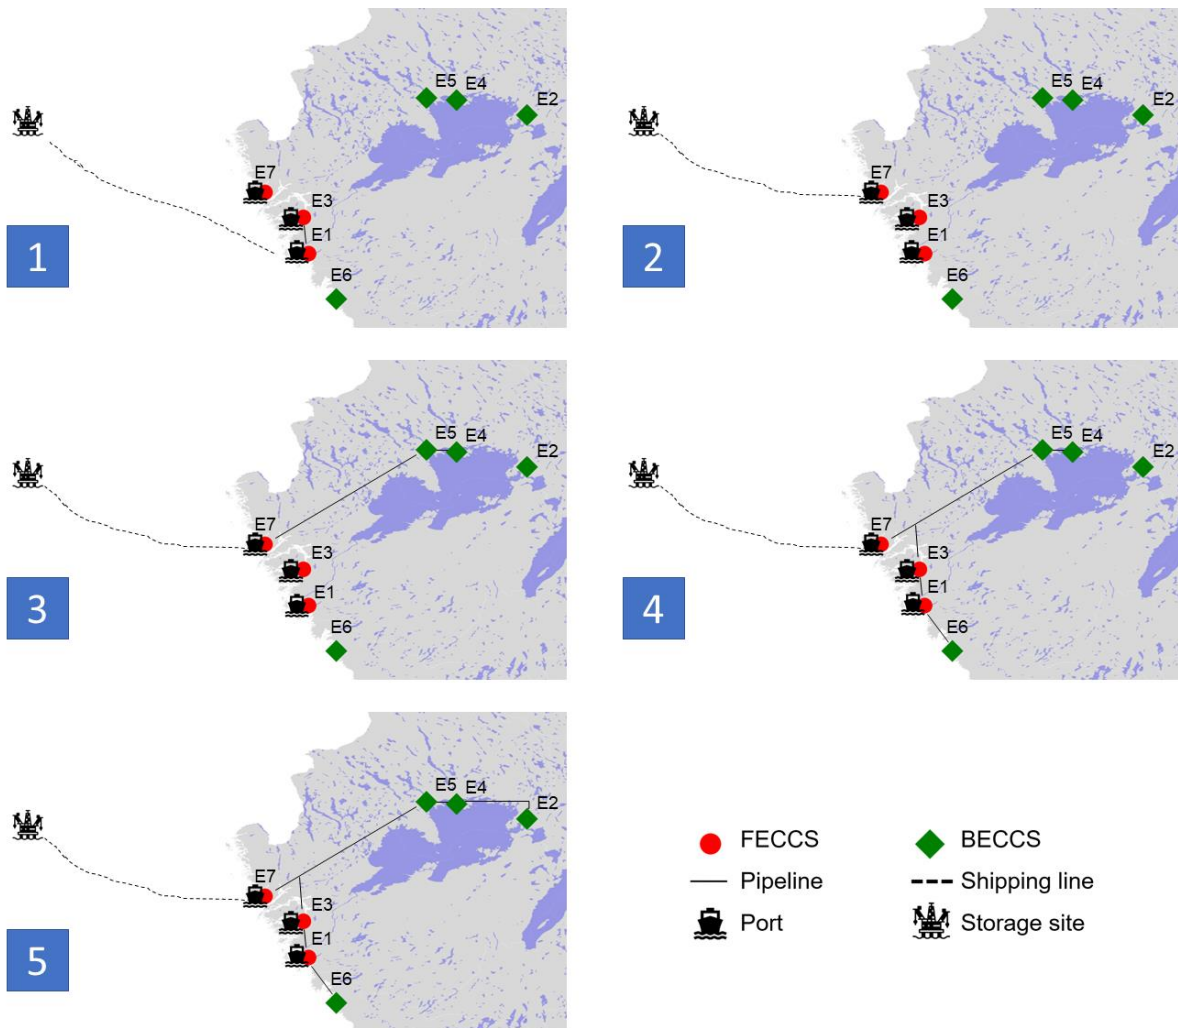 E5
E4
E2
E7
E3
E1
E6
1
E5
E4
E2
E7
E3
E1
E6
2
E5
E4
E2
E7
E3
E1
E6
3
E5
E4
E2
E7
E3
E1
E6
4
E5
E4
E2
E7
E3
E1
E6
5
FECCS
BECCS
Pipeline
Shipping line
Port
Storage site